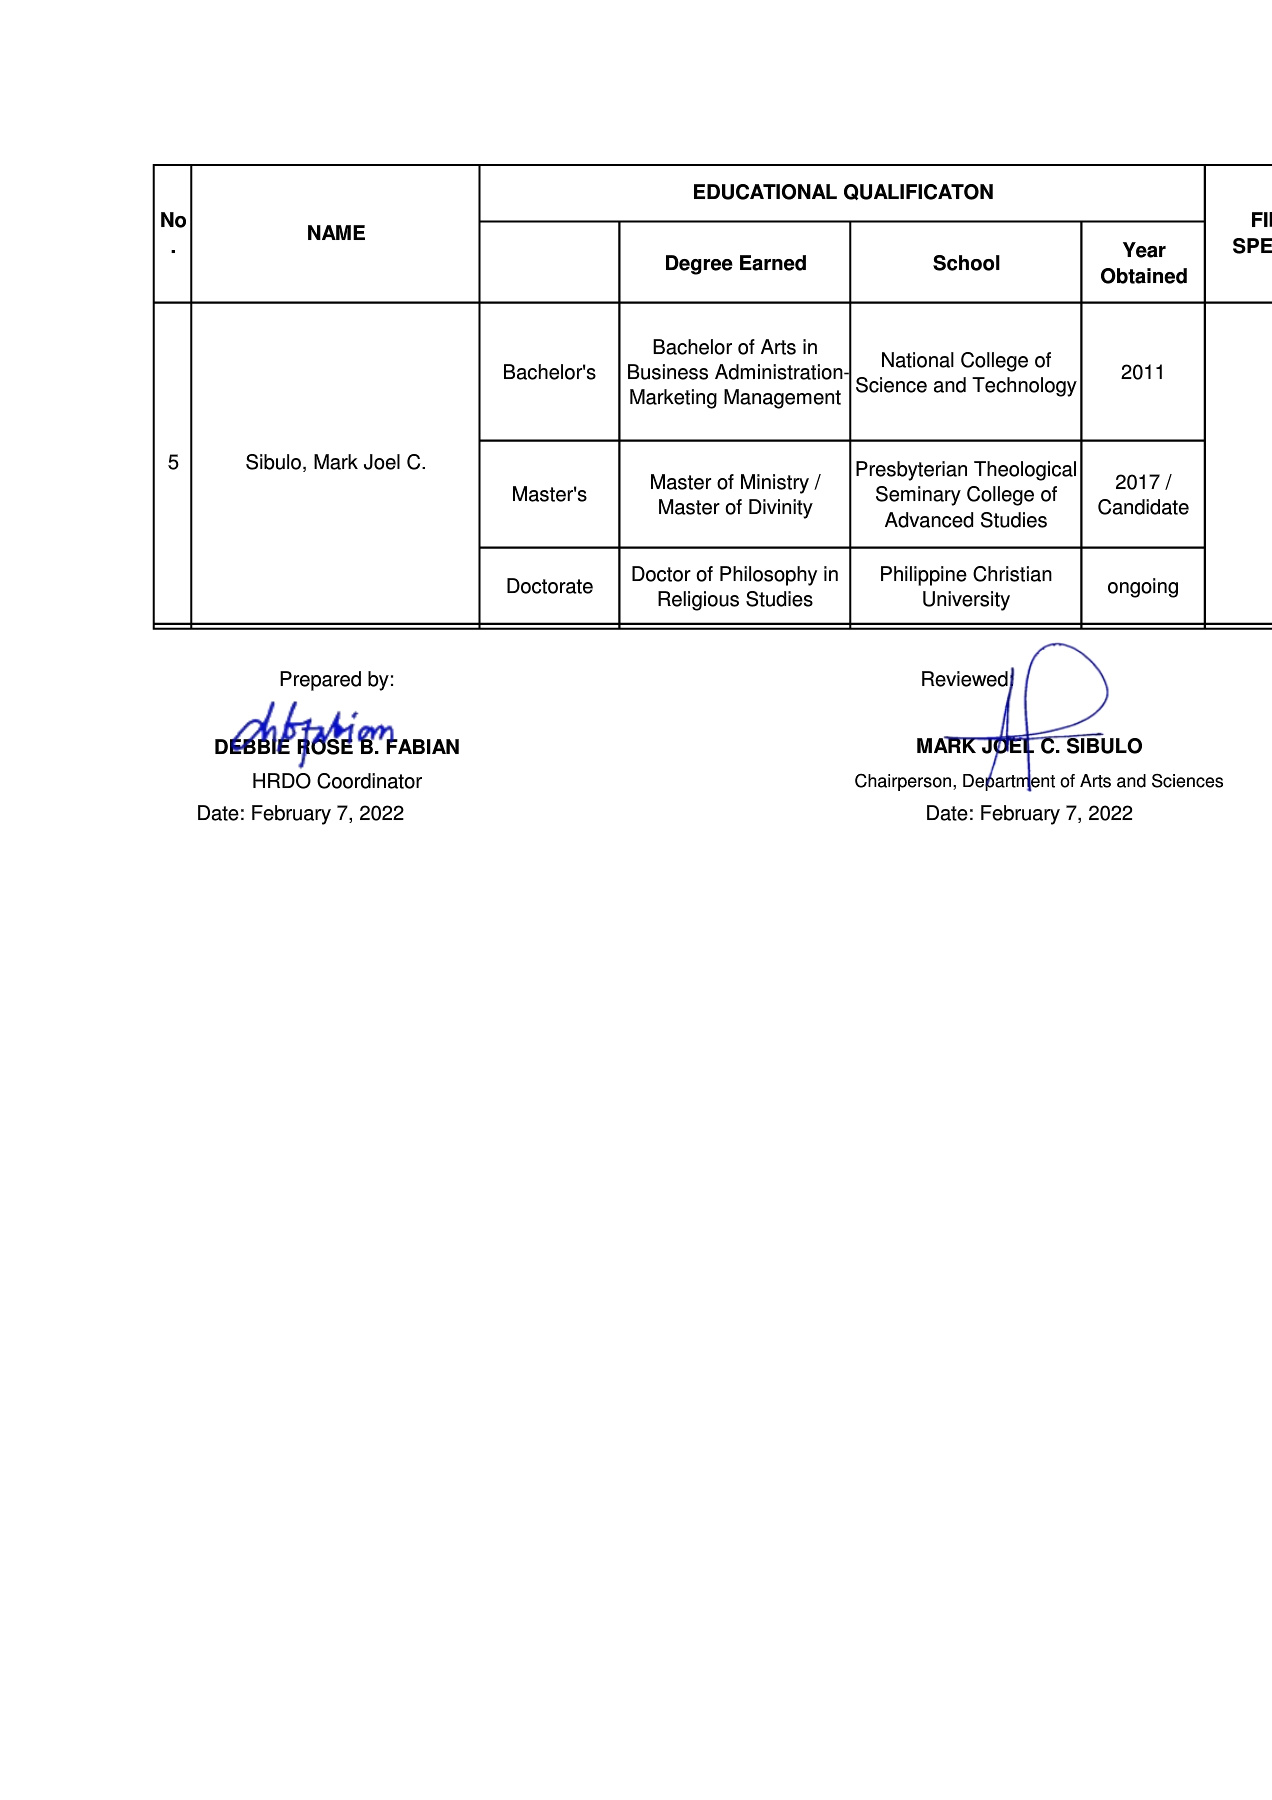 No
.
NAME
EDUCATIONAL QUALIFICATON
Degree Earned
School
Year
Obtained
FI
SPE
5
Sibulo, Mark Joel C.
Bachelor's
Bachelor of Arts in
Business Administration-
Marketing Management
National College of
Science and Technology
2011
Master's
Master of Ministry /
Master of Divinity
Presbyterian Theological
Seminary College of
Advanced Studies
2017 /
Candidate
Doctorate
Doctor of Philosophy in
Religious Studies
Philippine Christian
University
ongoing
Prepared by:
Reviewed:
DEBBIE ROSE B. FABIAN
MARK JOEL C. SIBULO
HRDO Coordinator
Chairperson, Department of Arts and Sciences
Date: February 7, 2022
Date: February 7, 2022